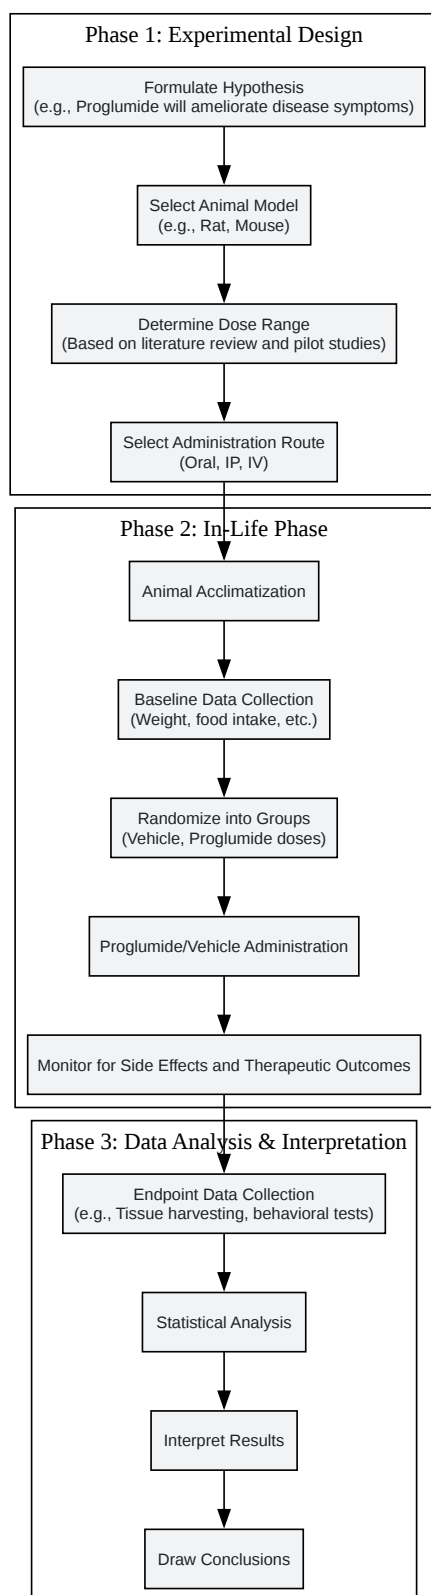 Phase 1: Experimental Design
Formulate Hypothesis
(e.g., Proglumide will ameliorate disease symptoms)
Select Animal Model
(e.g., Rat, Mouse)
Determine Dose Range
(Based on literature review and pilot studies)
Select Administration Route
(Oral, IP, IV)
Phase 2: In-Life Phase
Animal Acclimatization
Baseline Data Collection
(Weight, food intake, etc.)
Randomize into Groups
(Vehicle, Proglumide doses)
Proglumide/Vehicle Administration
Monitor for Side Effects and Therapeutic Outcomes
Phase 3: Data Analysis & Interpretation
Endpoint Data Collection
(e.g., Tissue harvesting, behavioral tests)
Statistical Analysis
Interpret Results
Draw Conclusions